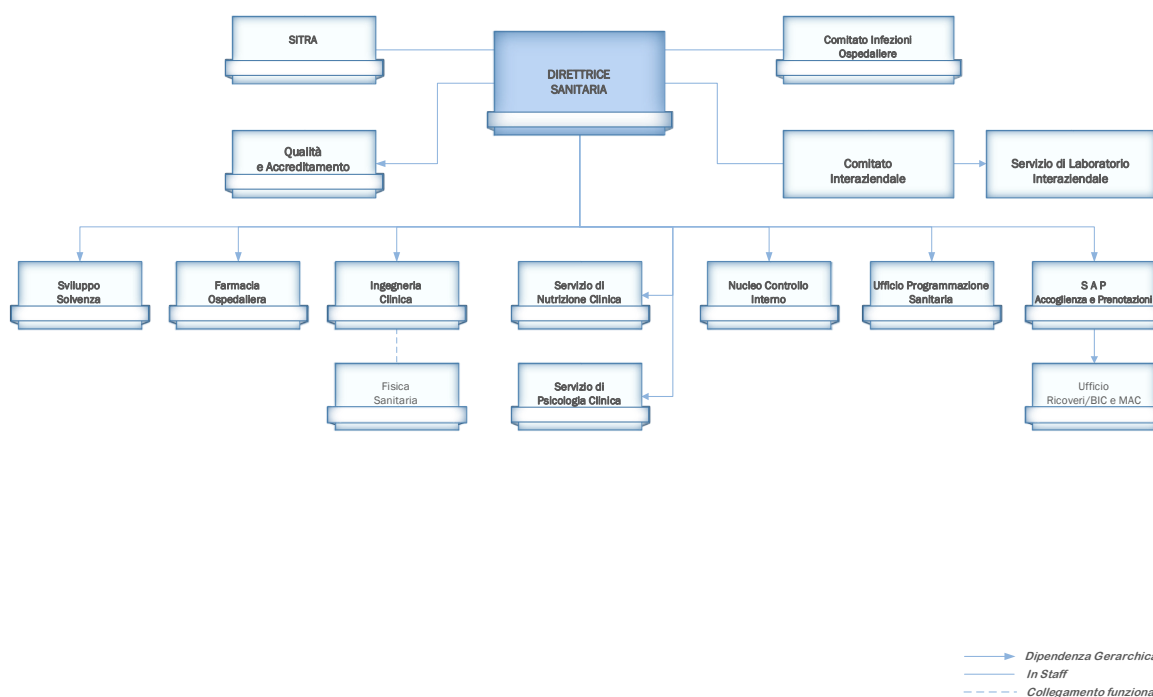 SITRA
DIRETTRICE
SANITARIA
Comitato Infezioni
Ospedaliere
Qualità
e Accreditamento
Comitato
Interaziendale
Servizio di Laboratorio
Interaziendale
Sviluppo
Solvenza
Farmacia
Ospedaliera
Ingegneria
Clinica
Servizio di
Nutrizione Clinica
Nucleo Controllo
Interno
Ufficio Programmazione
Sanitaria
S A P
Accoglienza e Prenotazioni
Fisica
Sanitaria
Servizio di
Psicologia Clinica
Ufficio
Ricoveri/BIC e MAC
Dipendenza Gerarchica
In Staff
Collegamento funziona